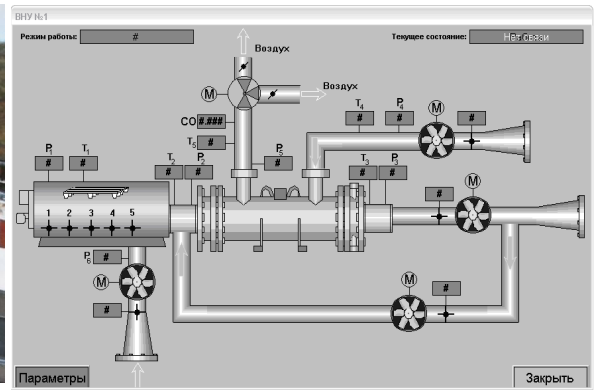 ВНУ №1
Режим работы: #
Текущее состояние: Нет связи
Воздух
Воздух
M
CO #.###
T5 #
T4 #
P4 #
M
#
P1 #
T1 #
T2 #
P2 #
P5 #
T3 #
P3 #
1 2 3 4 5
#
M
P6 #
M
#
M
#
Параметры
Закрыть